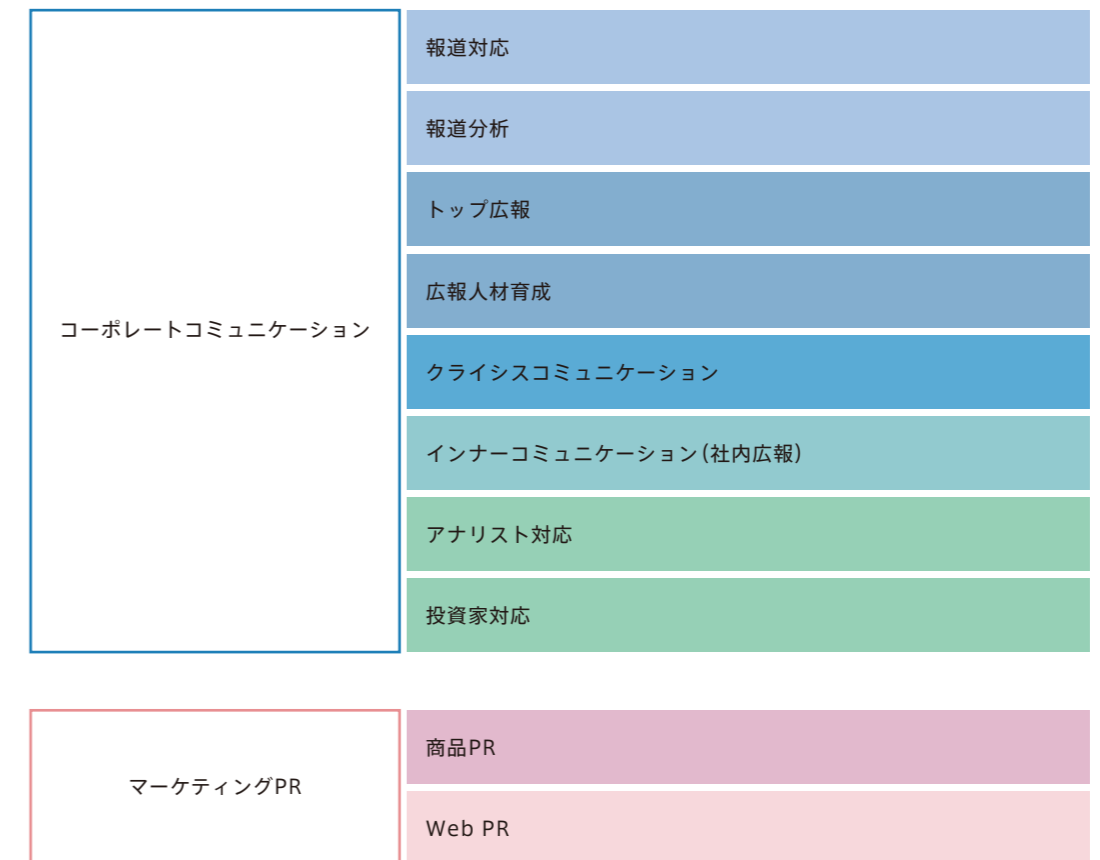 コーポレートコミュニケーション
報道対応
報道分析
トップ広報
広報人材育成
クライシスコミュニケーション
インナーコミュニケーション(社内広報)
アナリスト対応
投資家対応
マーケティングPR
商品PR
Web PR